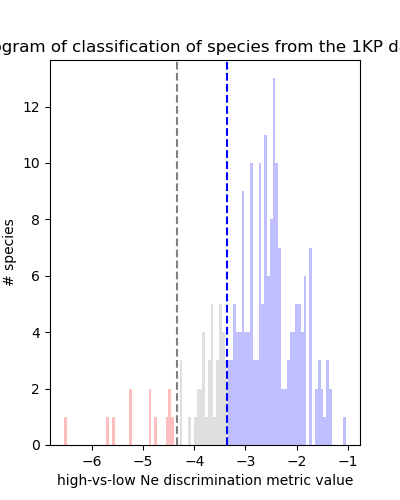 ogram of classification of species from the 1KP d
# species
12
10
8
6
4
2
0
−6 −5 −4 −3 −2 −1
high-vs-low Ne discrimination metric value